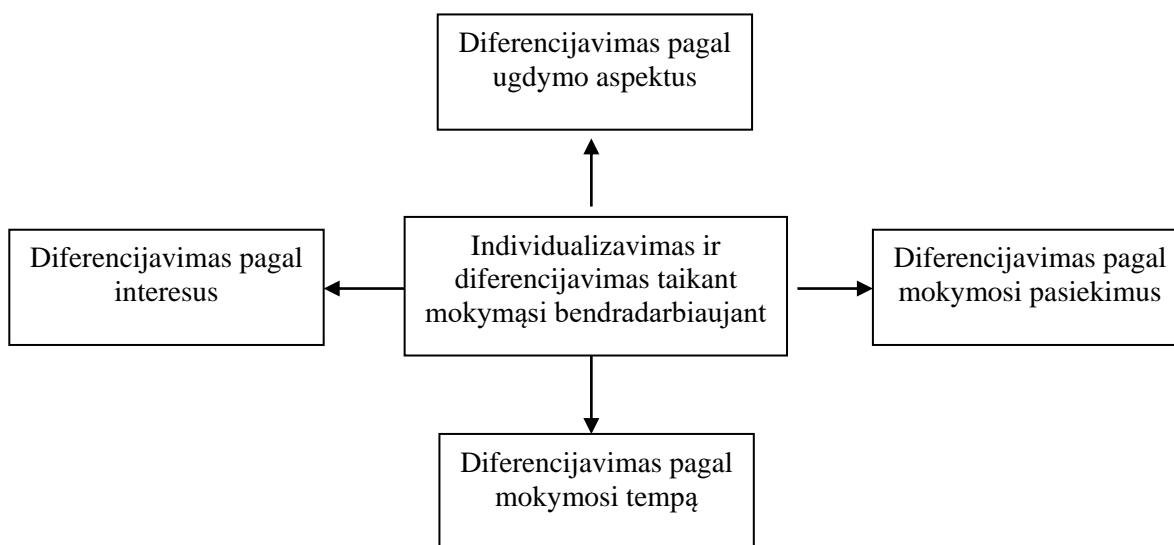 Diferencijavimas pagal
ugdymo aspektus
Diferencijavimas pagal
interesus
Individualizavimas ir
diferencijavimas taikant
mokymąsi bendradarbiaujant
Diferencijavimas pagal
mokymosi pasiekimus
Diferencijavimas pagal
mokymosi tempą